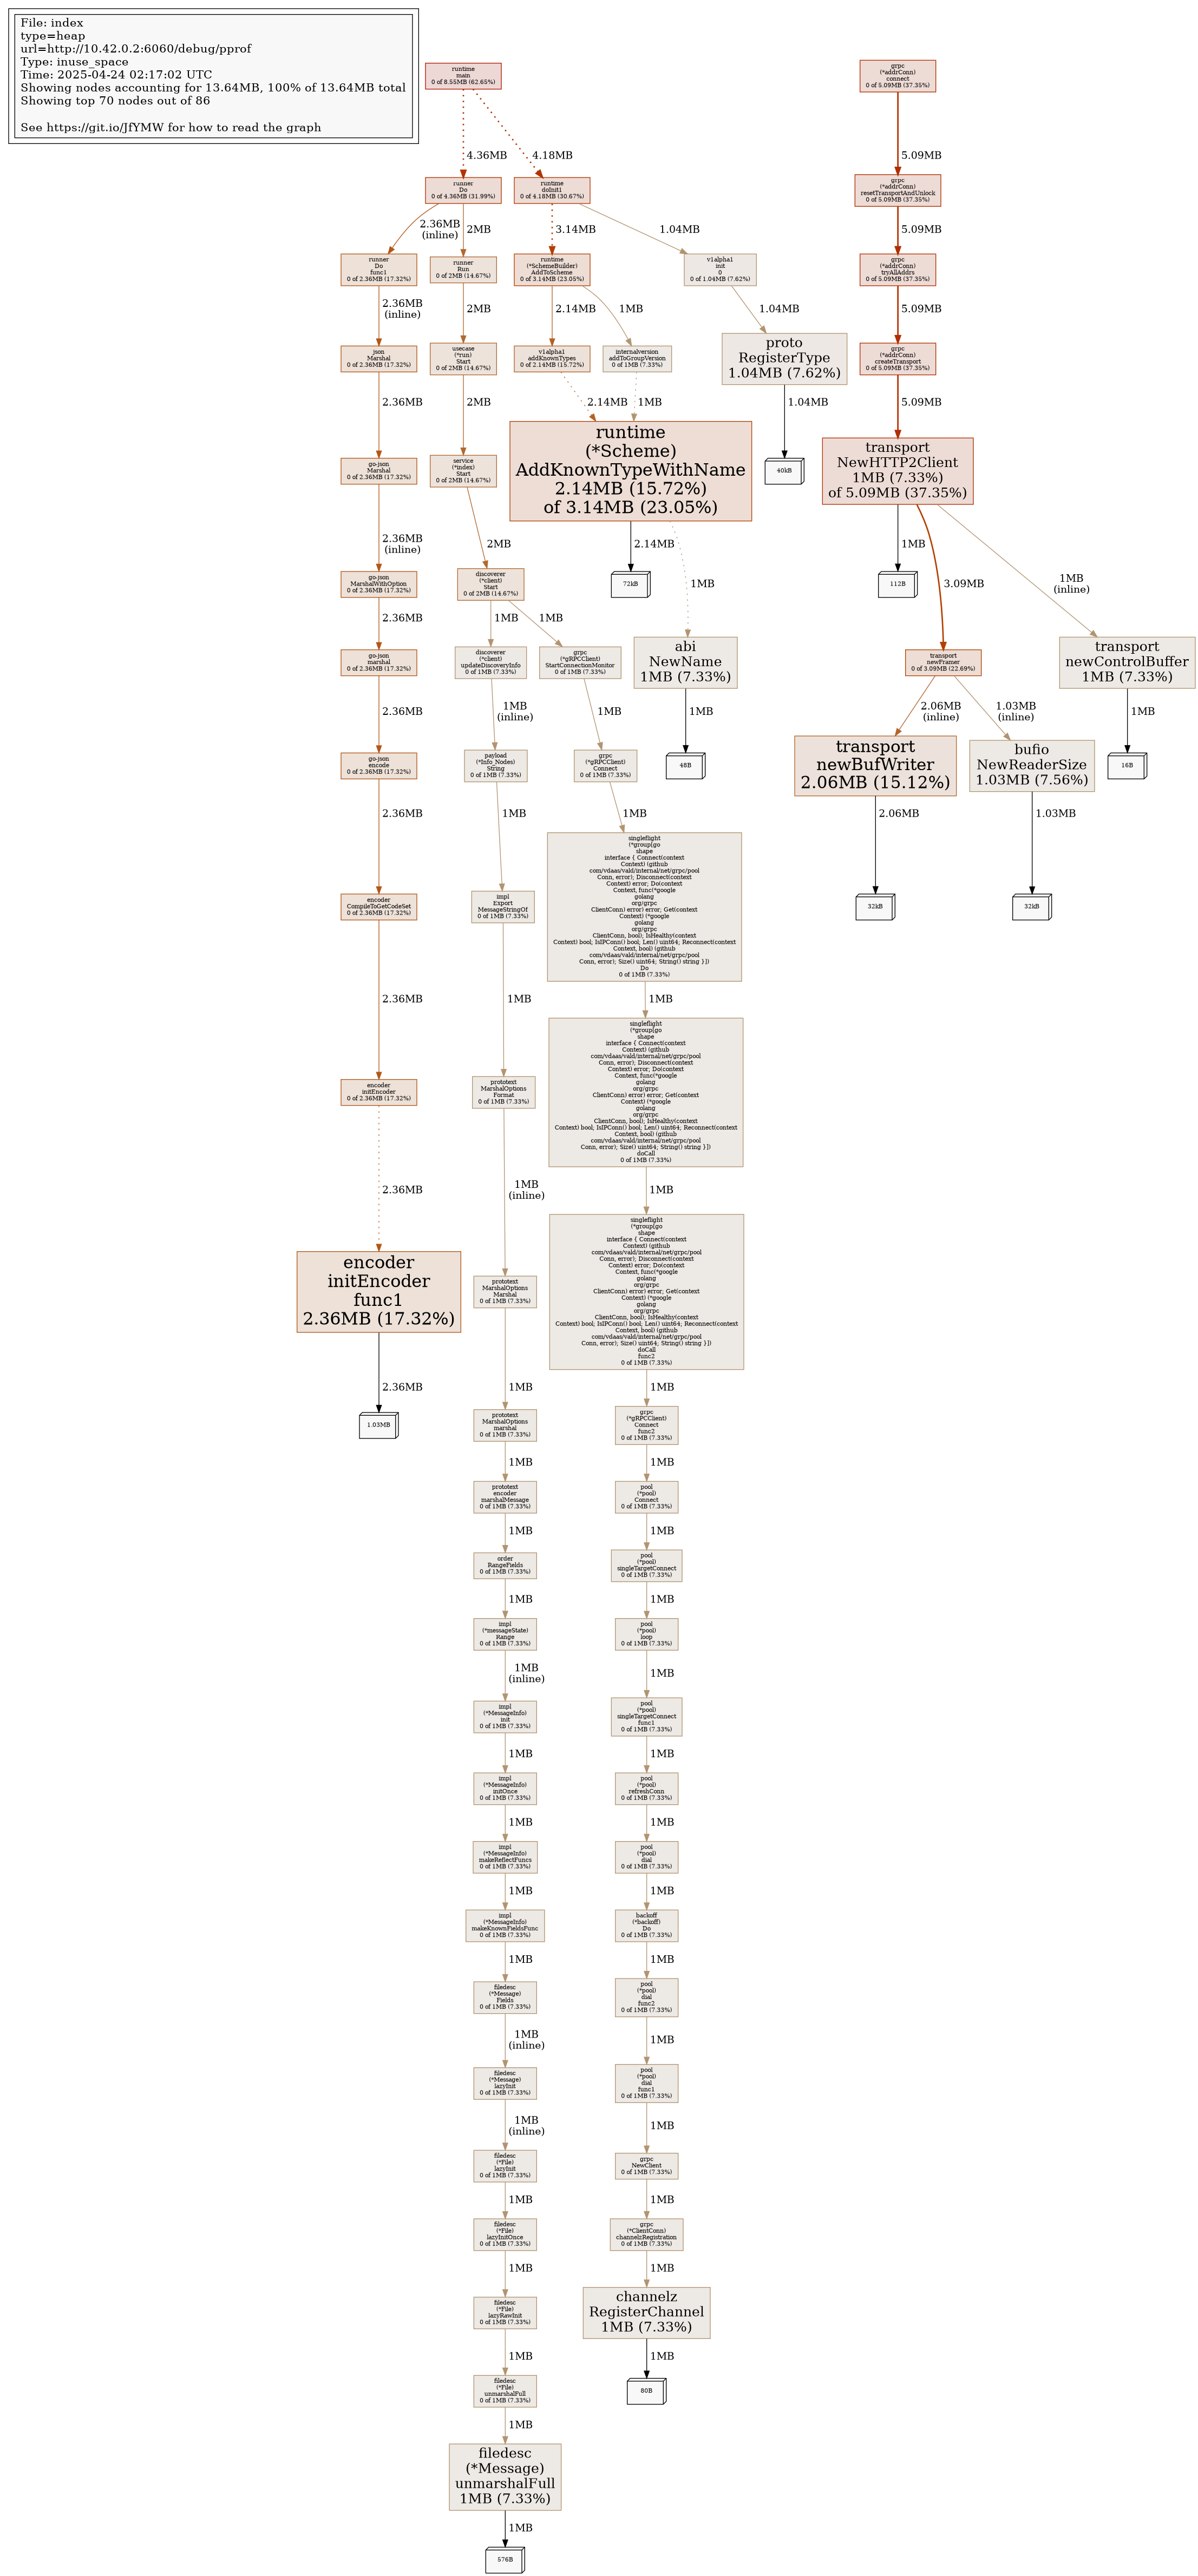 File: index
type=heap
url=http://10.42.0.2:6060/debug/pprof
Type: inuse_space
Time: 2025-04-24 02:17:02 UTC
Showing nodes accounting for 13.64MB, 100% of 13.64MB total
Showing top 70 nodes out of 86
See https://git.io/JfYMW for how to read the graph
runtime
main
0 of 8.55MB (62.65%)
grpc
(*addrConn)
connect
0 of 5.09MB (37.35%)
4.36MB
4.18MB
5.09MB
runner
Do
0 of 4.36MB (31.99%)
runtime
doInit1
0 of 4.18MB (30.67%)
grpc
(*addrConn)
resetTransportAndUnlock
0 of 5.09MB (37.35%)
2.36MB
(inline)
2MB
3.14MB
1.04MB
5.09MB
runner
Do
func1
0 of 2.36MB (17.32%)
runner
Run
0 of 2MB (14.67%)
runtime
(*SchemeBuilder)
AddToScheme
0 of 3.14MB (23.05%)
v1alpha1
init
0
0 of 1.04MB (7.62%)
grpc
(*addrConn)
tryAllAddrs
0 of 5.09MB (37.35%)
2.36MB
(inline)
2MB
2.14MB
1MB
1.04MB
5.09MB
json
Marshal
0 of 2.36MB (17.32%)
usecase
(*run)
Start
0 of 2MB (14.67%)
v1alpha1
addKnownTypes
0 of 2.14MB (15.72%)
internalversion
addToGroupVersion
0 of 1MB (7.33%)
proto
RegisterType
1.04MB (7.62%)
grpc
(*addrConn)
createTransport
0 of 5.09MB (37.35%)
2.36MB
2MB
2.14MB
1MB
1.04MB
5.09MB
go-json
Marshal
0 of 2.36MB (17.32%)
service
(*index)
Start
0 of 2MB (14.67%)
runtime
(*Scheme)
AddKnownTypeWithName
2.14MB (15.72%)
of 3.14MB (23.05%)
40kB
transport
NewHTTP2Client
1MB (7.33%)
of 5.09MB (37.35%)
2.36MB
(inline)
2MB
2.14MB
1MB
1MB
3.09MB
1MB
(inline)
go-json
MarshalWithOption
0 of 2.36MB (17.32%)
discoverer
(*client)
Start
0 of 2MB (14.67%)
72kB
112B
2.36MB
1MB
1MB
go-json
marshal
0 of 2.36MB (17.32%)
discoverer
(*client)
updateDiscoveryInfo
0 of 1MB (7.33%)
grpc
(*gRPCClient)
StartConnectionMonitor
0 of 1MB (7.33%)
abi
NewName
1MB (7.33%)
transport
newFramer
0 of 3.09MB (22.69%)
transport
newControlBuffer
1MB (7.33%)
2.36MB
1MB
(inline)
1MB
1MB
2.06MB
(inline)
1.03MB
(inline)
1MB
go-json
encode
0 of 2.36MB (17.32%)
payload
(*Info_Nodes)
String
0 of 1MB (7.33%)
grpc
(*gRPCClient)
Connect
0 of 1MB (7.33%)
48B
transport
newBufWriter
2.06MB (15.12%)
bufio
NewReaderSize
1.03MB (7.56%)
16B
2.36MB
1MB
1MB
2.06MB
1.03MB
encoder
CompileToGetCodeSet
0 of 2.36MB (17.32%)
impl
Export
MessageStringOf
0 of 1MB (7.33%)
singleflight
(*group[go
shape
interface { Connect(context
Context) (github
com/vdaas/vald/internal/net/grpc/pool
Conn, error); Disconnect(context
Context) error; Do(context
Context, func(*google
golang
org/grpc
ClientConn) error) error; Get(context
Context) (*google
golang
org/grpc
ClientConn, bool); IsHealthy(context
Context) bool; IsIPConn() bool; Len() uint64; Reconnect(context
Context, bool) (github
com/vdaas/vald/internal/net/grpc/pool
Conn, error); Size() uint64; String() string }])
Do
0 of 1MB (7.33%)
32kB
32kB
2.36MB
1MB
1MB
encoder
initEncoder
0 of 2.36MB (17.32%)
prototext
MarshalOptions
Format
0 of 1MB (7.33%)
singleflight
(*group[go
shape
interface { Connect(context
Context) (github
com/vdaas/vald/internal/net/grpc/pool
Conn, error); Disconnect(context
Context) error; Do(context
Context, func(*google
golang
org/grpc
ClientConn) error) error; Get(context
Context) (*google
golang
org/grpc
ClientConn, bool); IsHealthy(context
Context) bool; IsIPConn() bool; Len() uint64; Reconnect(context
Context, bool) (github
com/vdaas/vald/internal/net/grpc/pool
Conn, error); Size() uint64; String() string }])
doCall
0 of 1MB (7.33%)
2.36MB
1MB
(inline)
1MB
encoder
initEncoder
func1
2.36MB (17.32%)
prototext
MarshalOptions
Marshal
0 of 1MB (7.33%)
singleflight
(*group[go
shape
interface { Connect(context
Context) (github
com/vdaas/vald/internal/net/grpc/pool
Conn, error); Disconnect(context
Context) error; Do(context
Context, func(*google
golang
org/grpc
ClientConn) error) error; Get(context
Context) (*google
golang
org/grpc
ClientConn, bool); IsHealthy(context
Context) bool; IsIPConn() bool; Len() uint64; Reconnect(context
Context, bool) (github
com/vdaas/vald/internal/net/grpc/pool
Conn, error); Size() uint64; String() string }])
doCall
func2
0 of 1MB (7.33%)
2.36MB
1MB
1MB
1.03MB
prototext
MarshalOptions
marshal
0 of 1MB (7.33%)
grpc
(*gRPCClient)
Connect
func2
0 of 1MB (7.33%)
1MB
1MB
prototext
encoder
marshalMessage
0 of 1MB (7.33%)
pool
(*pool)
Connect
0 of 1MB (7.33%)
1MB
1MB
order
RangeFields
0 of 1MB (7.33%)
pool
(*pool)
singleTargetConnect
0 of 1MB (7.33%)
1MB
1MB
impl
(*messageState)
Range
0 of 1MB (7.33%)
pool
(*pool)
loop
0 of 1MB (7.33%)
1MB
(inline)
1MB
impl
(*MessageInfo)
init
0 of 1MB (7.33%)
pool
(*pool)
singleTargetConnect
func1
0 of 1MB (7.33%)
1MB
1MB
impl
(*MessageInfo)
initOnce
0 of 1MB (7.33%)
pool
(*pool)
refreshConn
0 of 1MB (7.33%)
1MB
1MB
impl
(*MessageInfo)
makeReflectFuncs
0 of 1MB (7.33%)
pool
(*pool)
dial
0 of 1MB (7.33%)
1MB
1MB
impl
(*MessageInfo)
makeKnownFieldsFunc
0 of 1MB (7.33%)
backoff
(*backoff)
Do
0 of 1MB (7.33%)
1MB
1MB
filedesc
(*Message)
Fields
0 of 1MB (7.33%)
pool
(*pool)
dial
func2
0 of 1MB (7.33%)
1MB
(inline)
1MB
filedesc
(*Message)
lazyInit
0 of 1MB (7.33%)
pool
(*pool)
dial
func1
0 of 1MB (7.33%)
1MB
(inline)
1MB
filedesc
(*File)
lazyInit
0 of 1MB (7.33%)
grpc
NewClient
0 of 1MB (7.33%)
1MB
1MB
filedesc
(*File)
lazyInitOnce
0 of 1MB (7.33%)
grpc
(*ClientConn)
channelzRegistration
0 of 1MB (7.33%)
1MB
1MB
filedesc
(*File)
lazyRawInit
0 of 1MB (7.33%)
channelz
RegisterChannel
1MB (7.33%)
1MB
1MB
filedesc
(*File)
unmarshalFull
0 of 1MB (7.33%)
80B
1MB
filedesc
(*Message)
unmarshalFull
1MB (7.33%)
1MB
576B